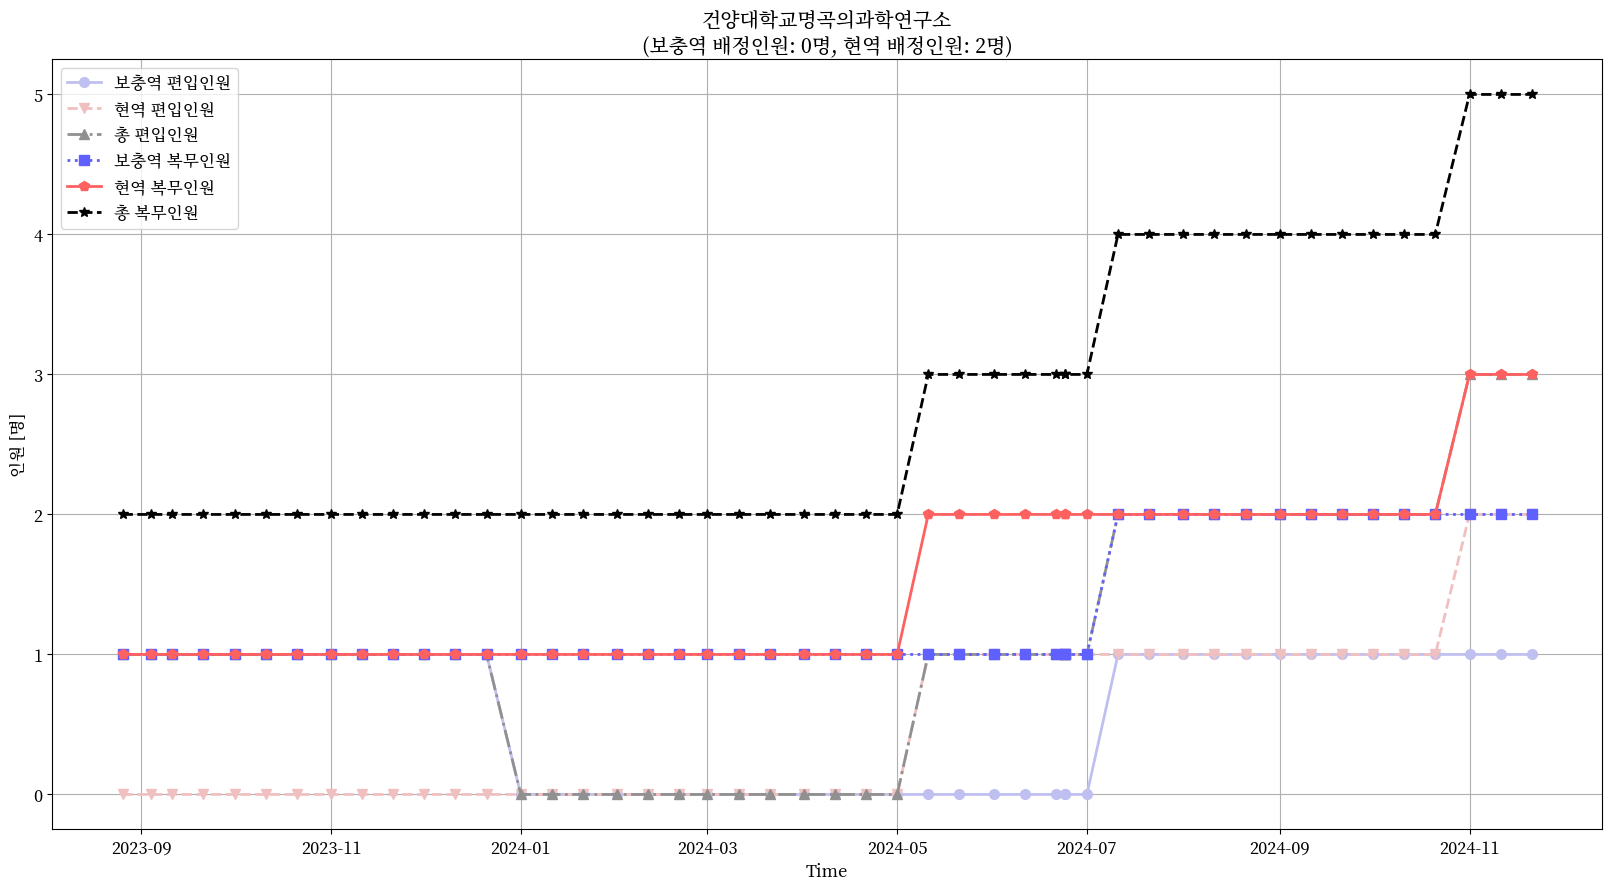 건양대학교명곡의과학연구소
(보충역 배정인원: 0명, 현역 배정인원: 2명)
보충역 편입인원
현역 편입인원
총 편입인원
보충역 복무인원
현역 복무인원
총 복무인원
인원 [명]
5
4
3
2
1
0
2023-09
2023-11
2024-01
2024-03
2024-05
2024-07
2024-09
2024-11
Time